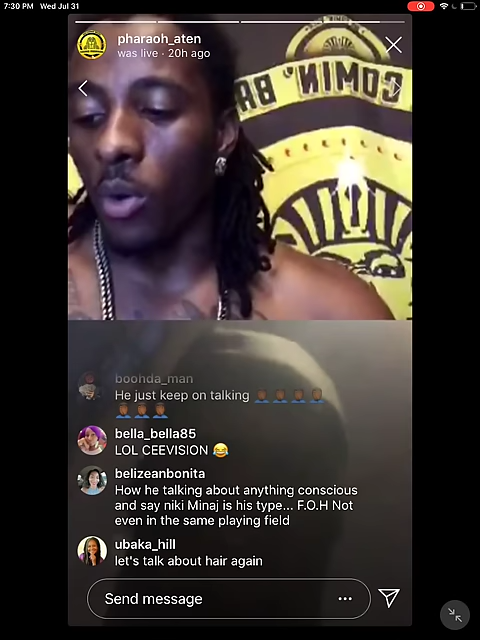 7:30 PM Wed Jul 31
pharaoh_aten
was live · 20h ago
COMIN' BA
boohda_man
He just keep on talking 🤦🏾‍♂️🤦🏾‍♂️🤦🏾‍♂️🤦🏾‍♂️
🤦🏾‍♂️🤦🏾‍♂️🤦🏾‍♂️
bella_bella85
LOL CEEVISION 😂
belizeanbonita
How he talking about anything conscious
and say niki Minaj is his type... F.O.H Not
even in the same playing field
ubaka_hill
let's talk about hair again
Send message